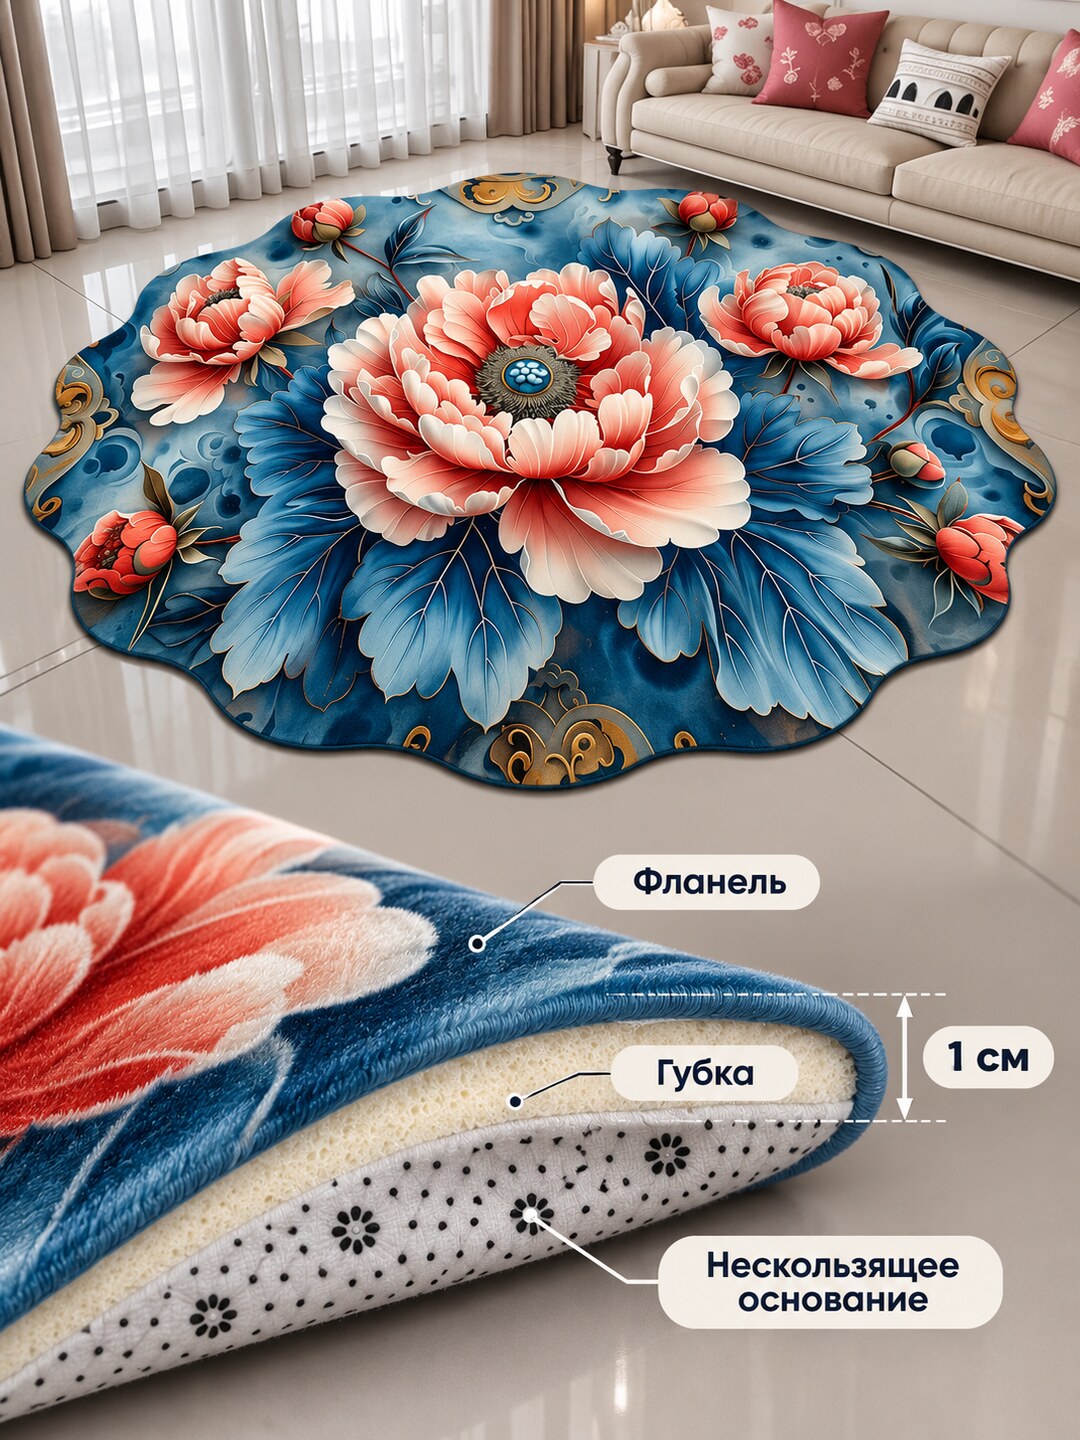 Фланель
Губка
1 см
Нескользящее
основание